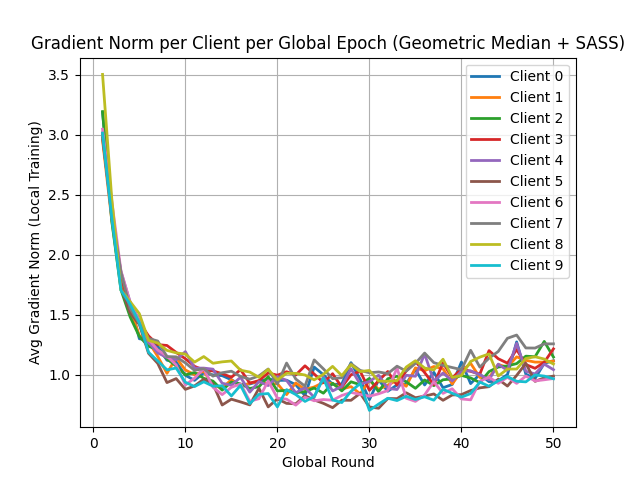 Gradient Norm per Client per Global Epoch (Geometric Median + SASS)
Avg Gradient Norm (Local Training)
3.5
3.0
2.5
2.0
1.5
1.0
Client 0
Client 1
Client 2
Client 3
Client 4
Client 5
Client 6
Client 7
Client 8
Client 9
0 10 20 30 40 50
Global Round